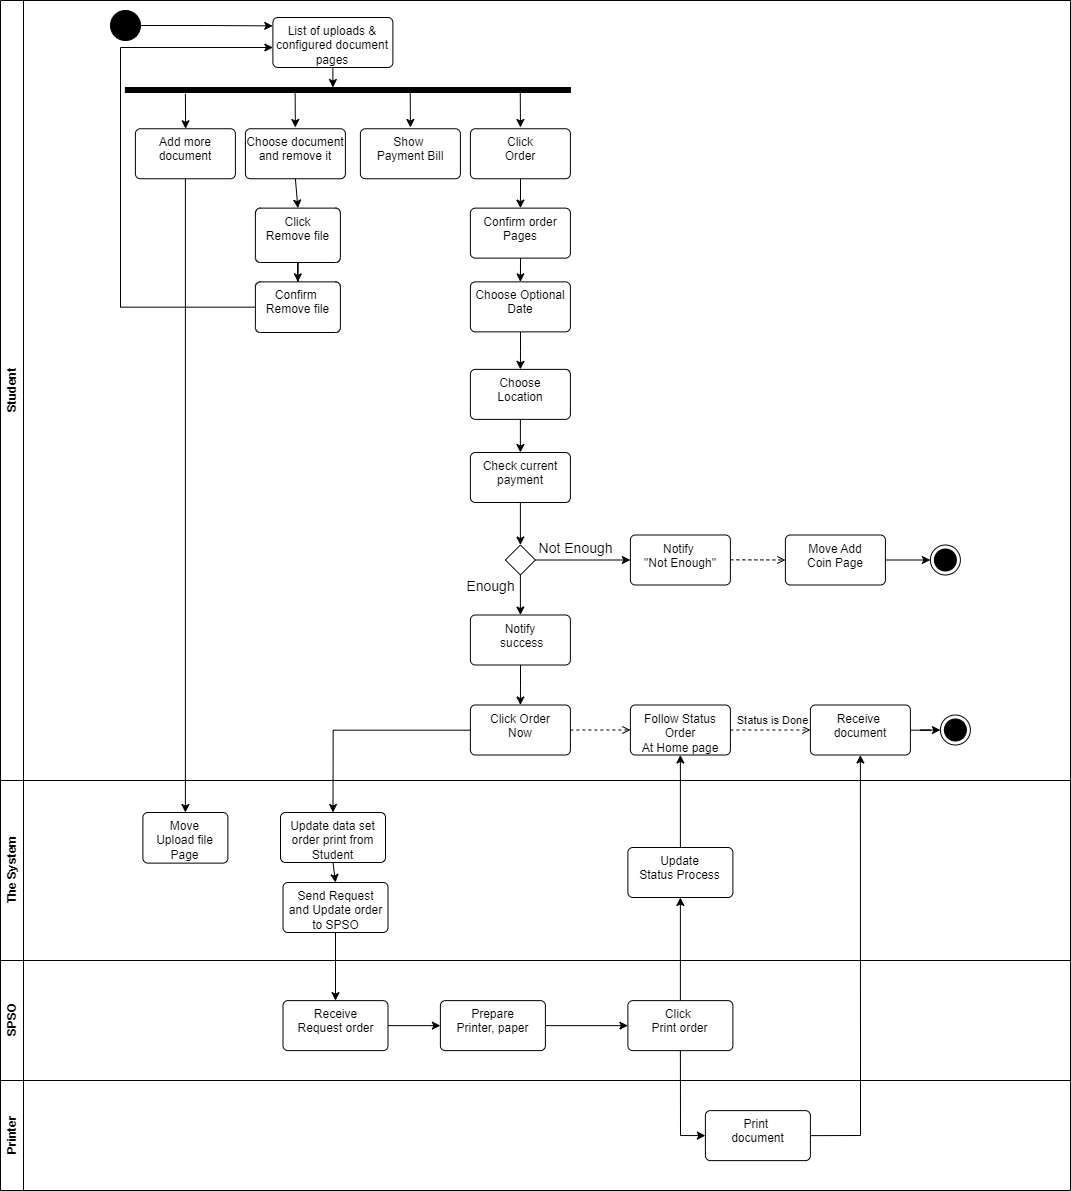 List of uploads &
configured document
pages
Add more
document
Choose document
and remove it
Show
Payment Bill
Click
Order
Click
Remove file
Confirm order
Pages
Confirm
Remove file
Choose Optional
Date
Student
Choose
Location
Check current
payment
Not Enough
Notify
"Not Enough"
Move Add
Coin Page
Enough
Notify
success
Click Order
Now
Follow Status
Order
At Home page
Status is Done
Receive
document
The System
Move
Upload file
Page
Update data set
order print from
Student
Send Request
and Update order
to SPSO
Update
Status Process
SPSO
Receive
Request order
Prepare
Printer, paper
Click
Print order
Printer
Print
document